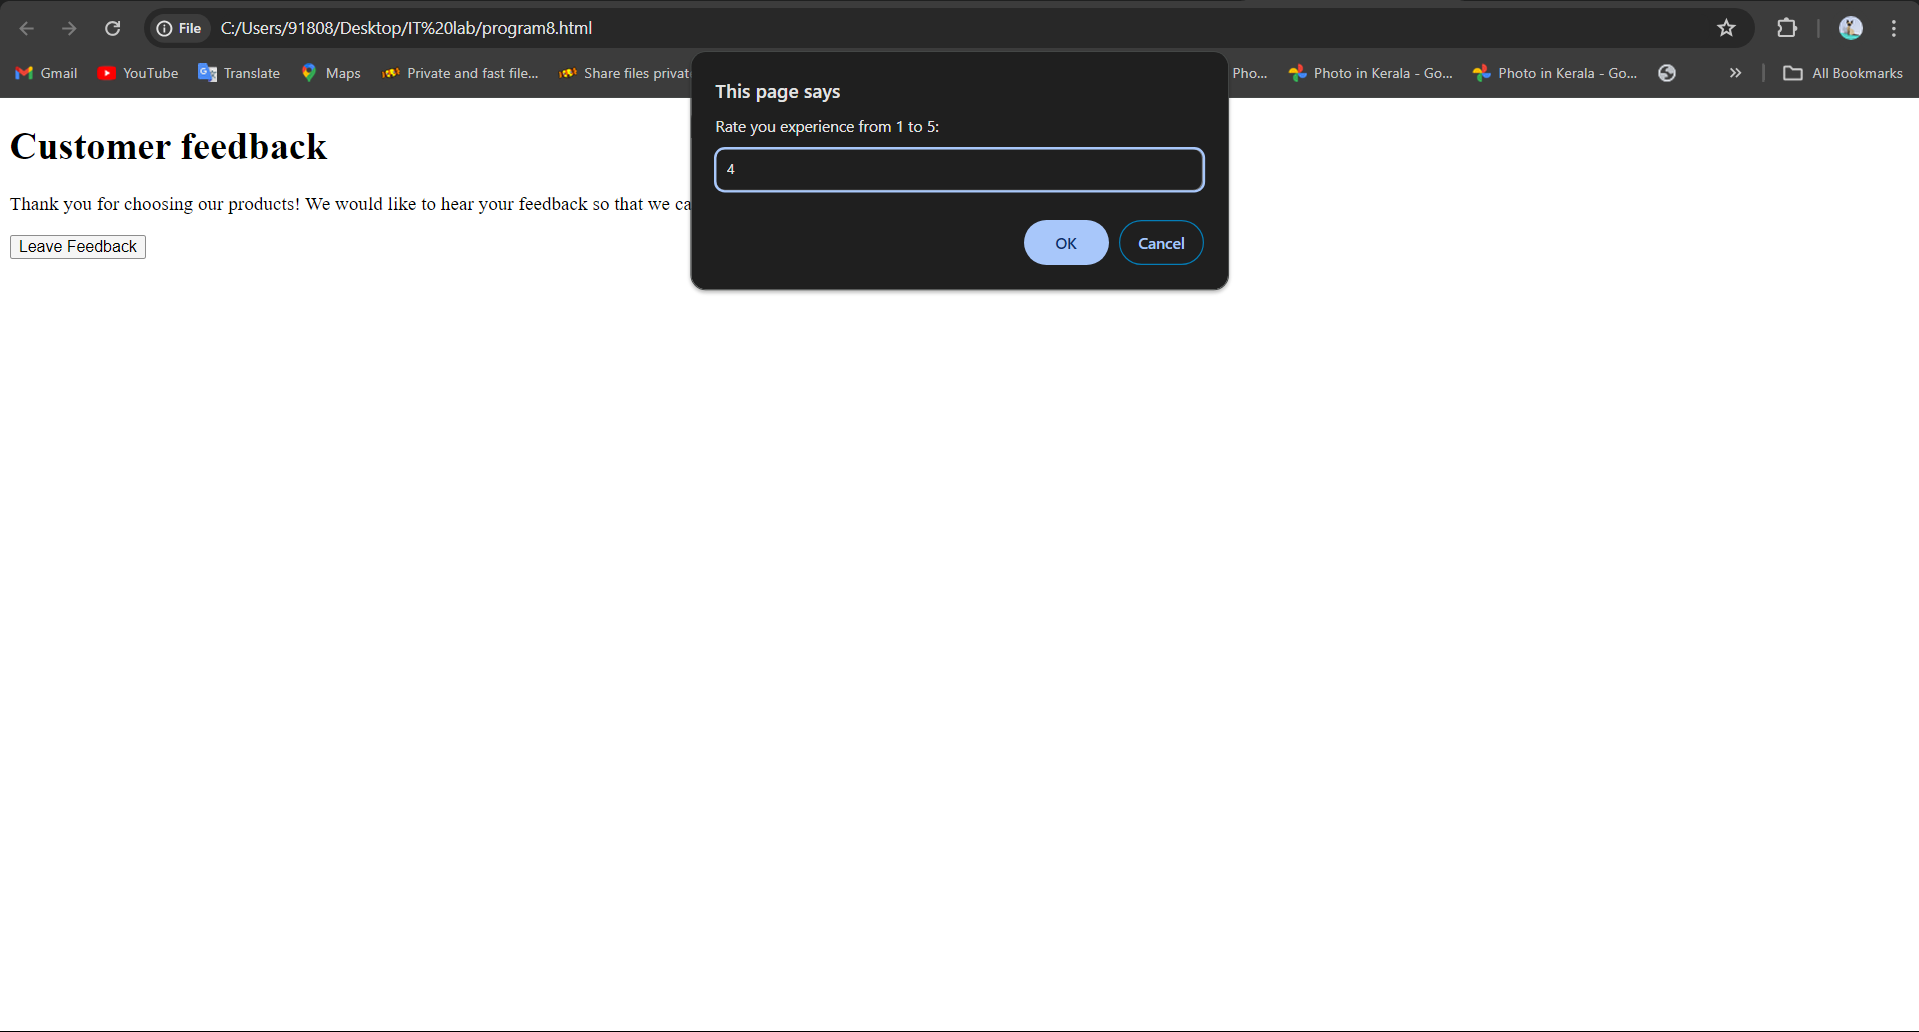 File C:/Users/91808/Desktop/IT%20lab/program8.html
Gmail YouTube Translate Maps Private and fast file... Share files privat Pho... Photo in Kerala - Go... Photo in Kerala - Go... » All Bookmarks
This page says
Rate you experience from 1 to 5:
4
OK Cancel
Customer feedback
Thank you for choosing our products! We would like to hear your feedback so that we ca
Leave Feedback